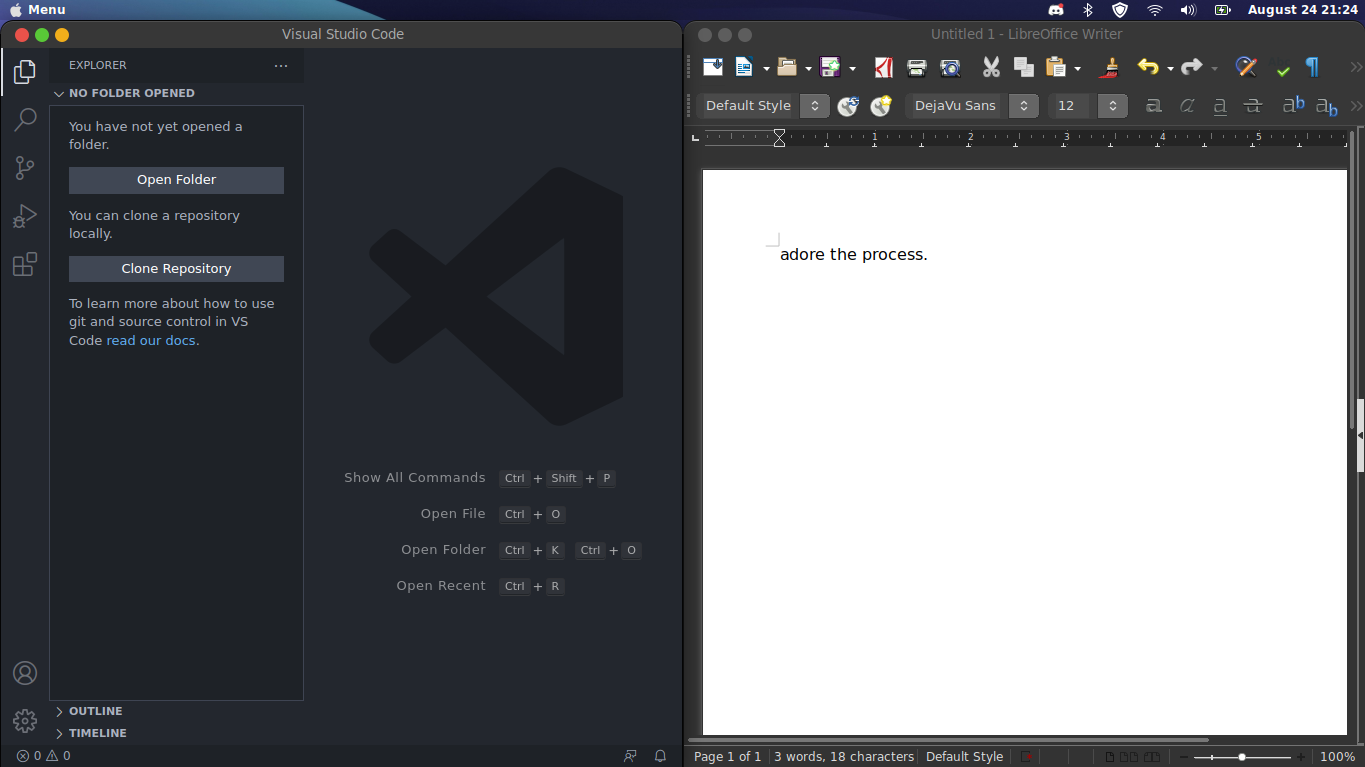 Menu
August 24 21:24
Visual Studio Code
EXPLORER
NO FOLDER OPENED
You have not yet opened a
folder.
Open Folder
You can clone a repository
locally.
Clone Repository
To learn more about how to use
git and source control in VS
Code read our docs.
OUTLINE
TIMELINE
0 0
Show All Commands Ctrl + Shift + P
Open File Ctrl + O
Open Folder Ctrl + K Ctrl + O
Open Recent Ctrl + R
Untitled 1 - LibreOffice Writer
Default Style DejaVu Sans 12 a a a a ab ab
1 2 3 4 5
adore the process.
Page 1 of 1 3 words, 18 characters Default Style 100%